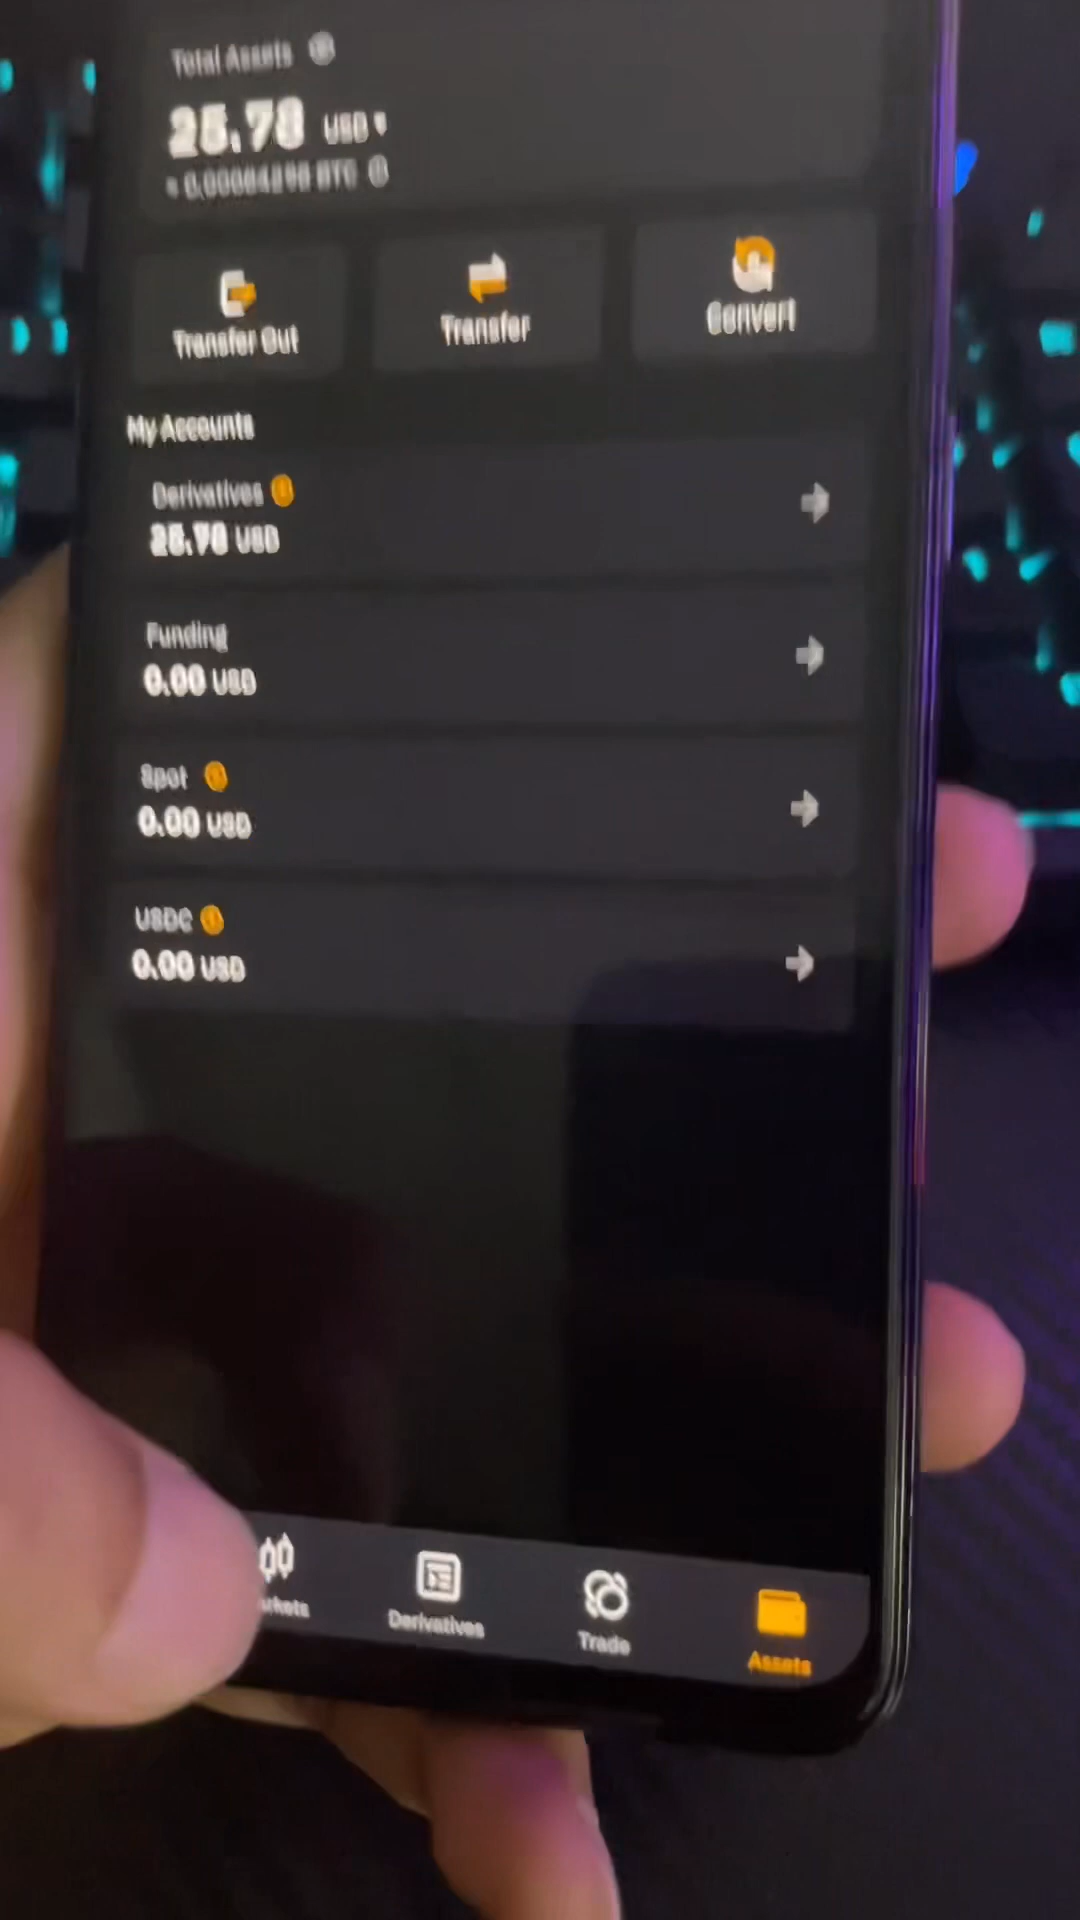 Total Assets
25.78 USD
My Accounts
Transfer Out
Transfer
Convert
Derivatives
25.78 USD
Funding
0.00 USD
Spot
0.00 USD
USDC
0.00 USD
Derivatives
Trade
Assets